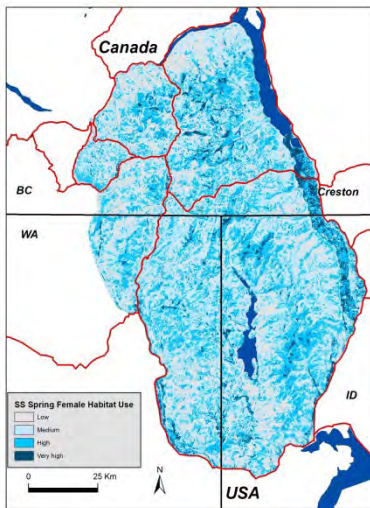 Canada
BC
Creston
WA
SS Spring Female Habitat Use
Low
Medium
High
Very high
ID
0 25 Km
N
USA